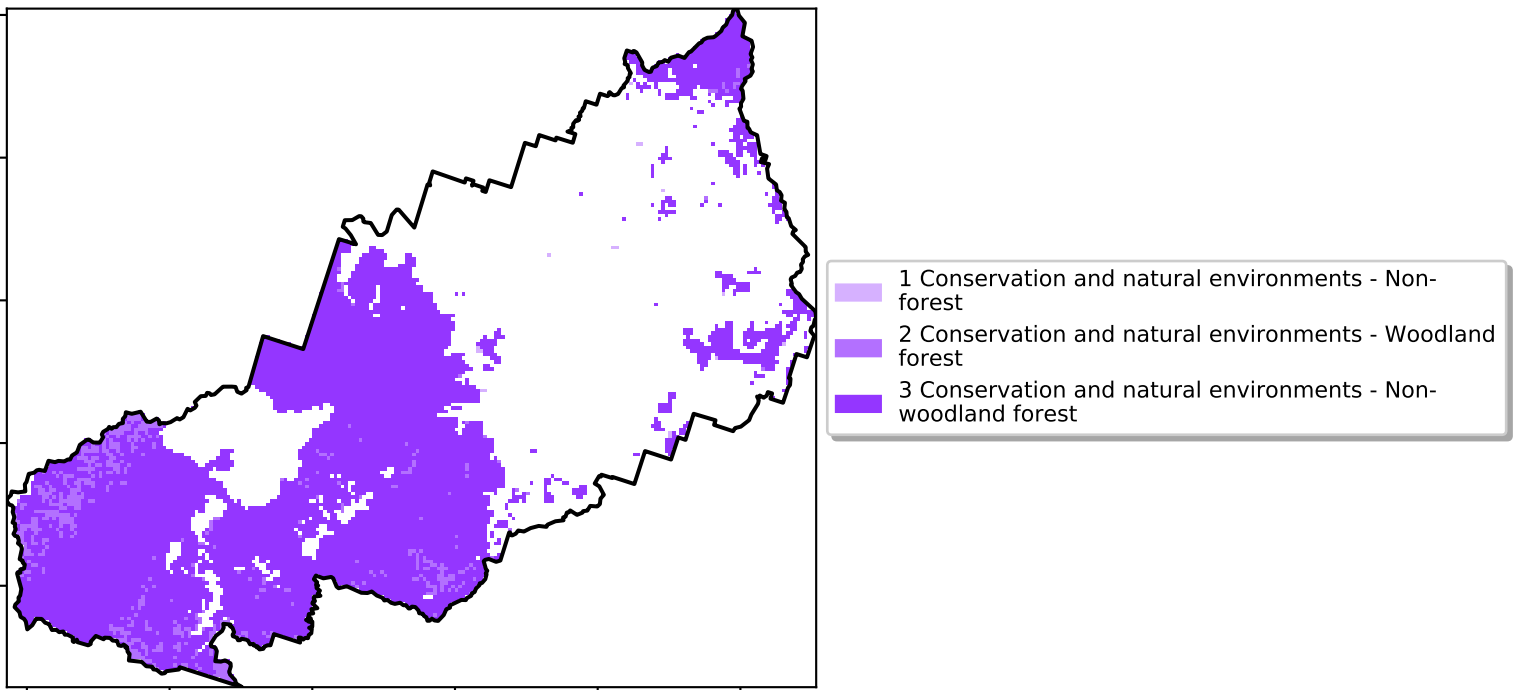 1 Conservation and natural environments - Non-
forest
2 Conservation and natural environments - Woodland
forest
3 Conservation and natural environments - Non-
woodland forest